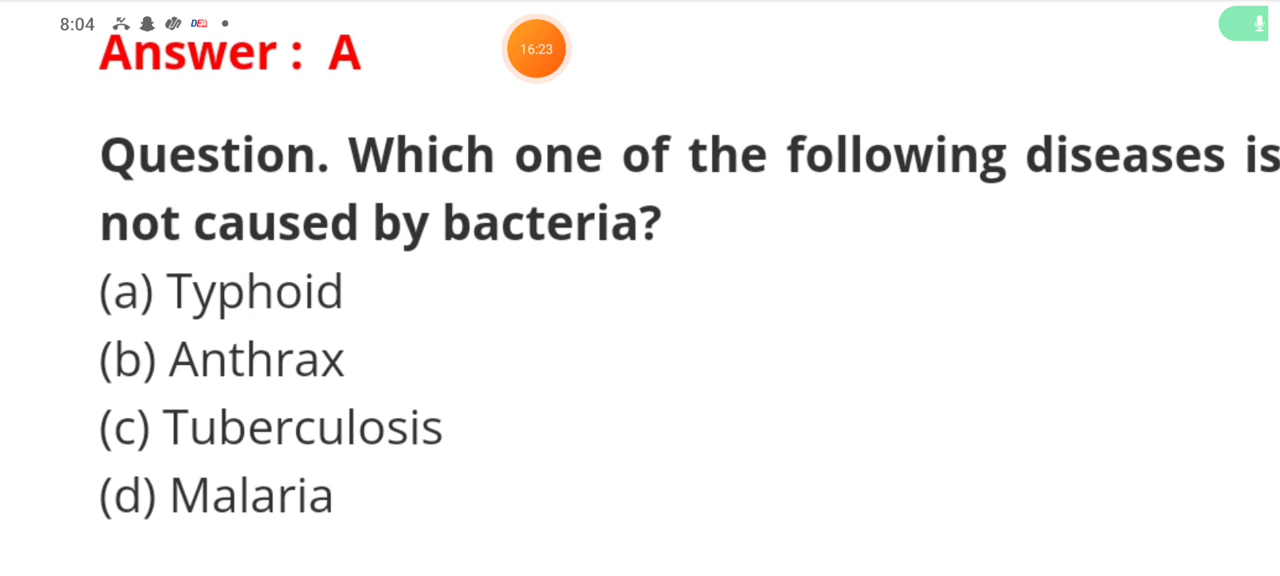 8:04 DEA
Answer : A
16:23
Question. Which one of the following diseases is
not caused by bacteria?
(a) Typhoid
(b) Anthrax
(c) Tuberculosis
(d) Malaria